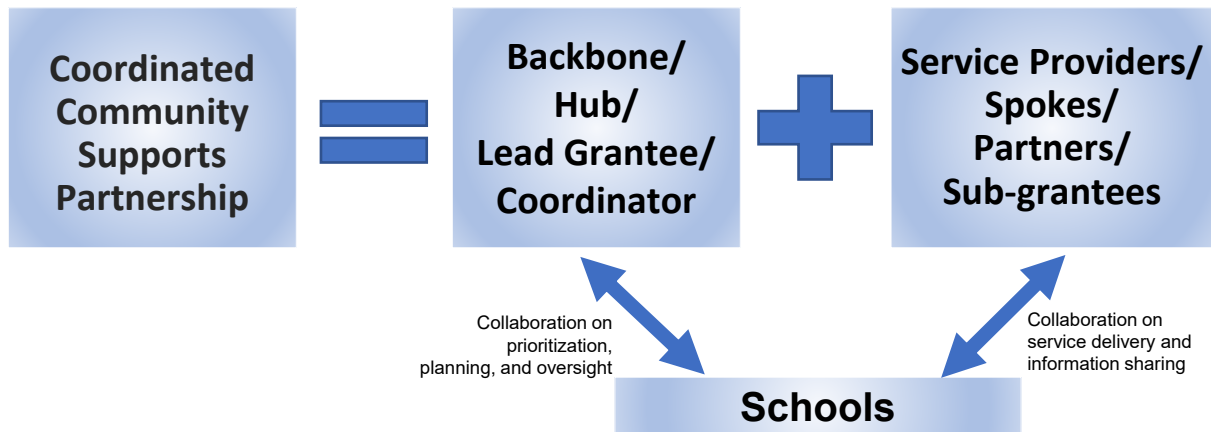 Coordinated
Community
Supports
Partnership
Backbone/
Hub/
Lead Grantee/
Coordinator
Service Providers/
Spokes/
Partners/
Sub-grantees
Collaboration on
prioritization,
planning, and oversight
Collaboration on
service delivery and
information sharing
Schools